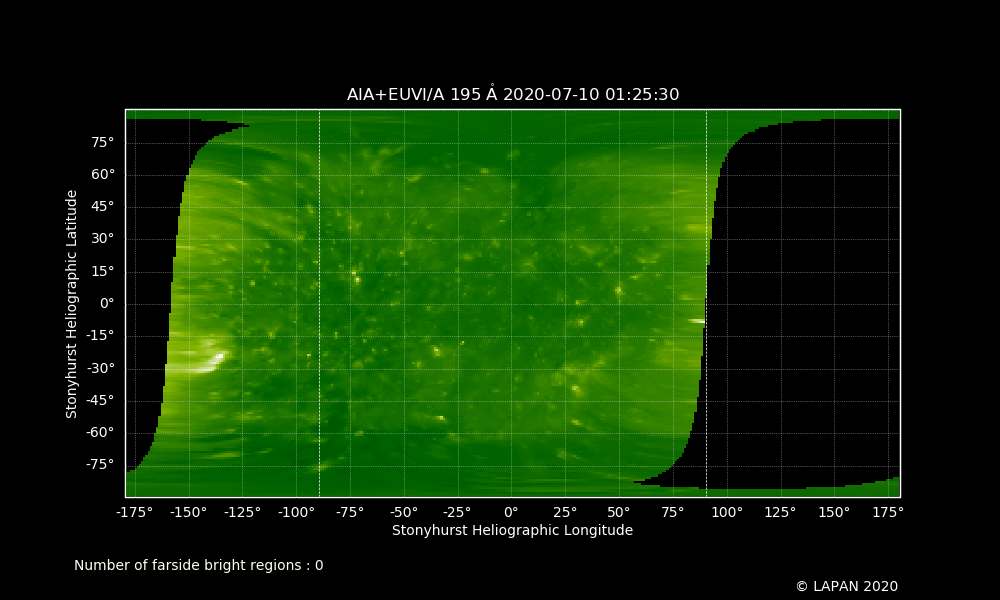 AIA+EUVI/A 195 Å 2020-07-10 01:25:30
75°
60°
45°
30°
15°
0°
-15°
-30°
-45°
-60°
-75°
Stonyhurst Heliographic Latitude
-175° -150° -125° -100° -75° -50° -25° 0° 25° 50° 75° 100° 125° 150° 175°
Stonyhurst Heliographic Longitude
Number of farside bright regions : 0
© LAPAN 2020